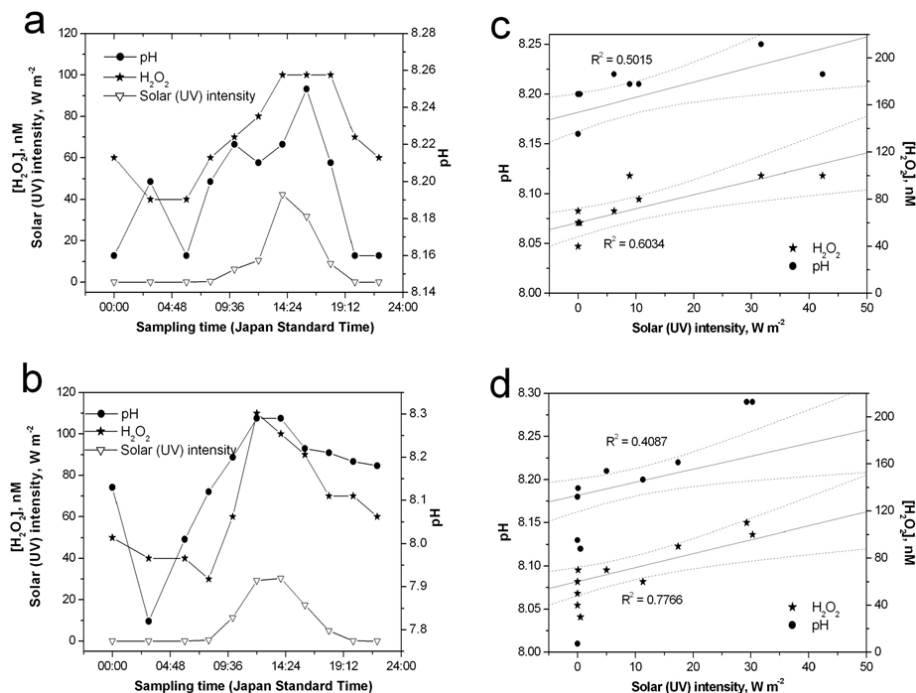 a
pH
H2O2
Solar (UV) intensity
120
100
80
60
40
20
0
[H2O2], nM
Solar (UV) intensity, W m-2
8.28
8.26
8.24
8.22
8.20
8.18
8.16
8.14
pH
00:00 04:48 09:36 14:24 19:12 24:00
Sampling time (Japan Standard Time)
c
R2 = 0.5015
R2 = 0.6034
H2O2
pH
8.25
8.20
8.15
8.10
8.05
8.00
pH
200
160
120
80
40
0
[H2O2], nM
0 10 20 30 40 50
Solar (UV) intensity, W m-2
b
pH
H2O2
Solar (UV) intensity
120
100
80
60
40
20
0
[H2O2], nM
Solar (UV) intensity, W m-2
8.3
8.2
8.1
8.0
7.9
7.8
pH
00:00 04:48 09:36 14:24 19:12 24:00
Sampling time (Japan Standard Time)
d
R2 = 0.4087
R2 = 0.7766
H2O2
pH
8.30
8.25
8.20
8.15
8.10
8.05
8.00
pH
200
160
120
80
40
0
[H2O2], nM
0 10 20 30 40 50
Solar (UV) intensity, W m-2